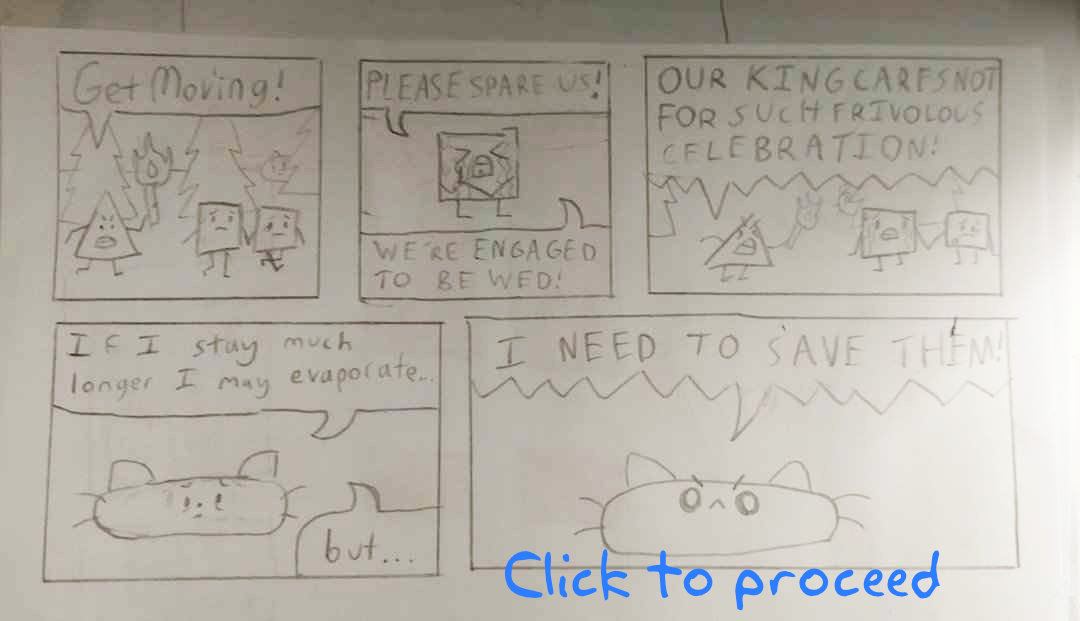 Get Moving!
PLEASE SPARE US!
WE'RE ENGAGED
TO BE WED!
OUR KING CARES NOT
FOR SUCH FRIVOLOUS
CELEBRATION!
If I stay much
longer I may evaporate...
but...
I NEED TO SAVE THEM!
Click to proceed